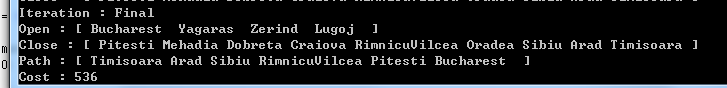 Iteration : Final
Open : [ Bucharest Yagaras Zerind Lugoj ]
Close : [ Pitesti Mehadia Dobreta Craiova RimnicuVilcea Oradea Sibiu Arad Timisoara ]
Path : [ Timisoara Arad Sibiu RimnicuVilcea Pitesti Bucharest ]
Cost : 536